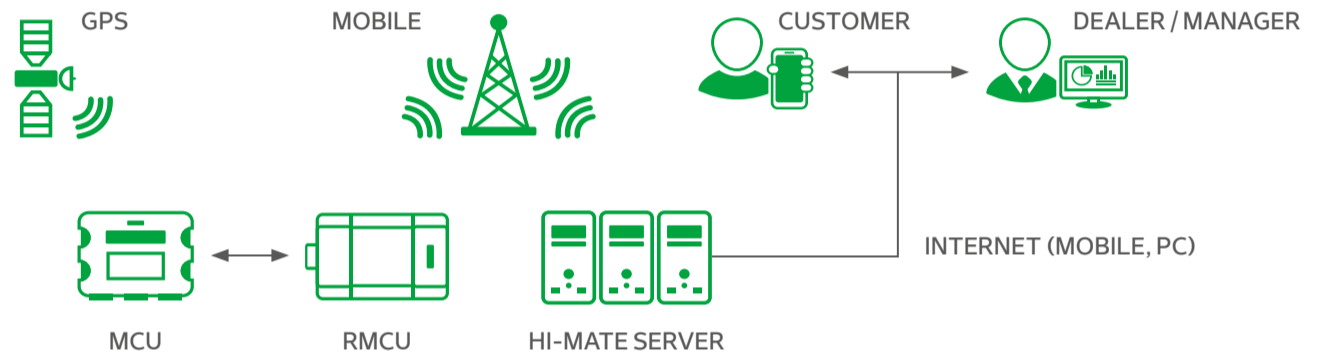 GPS
MOBILE
CUSTOMER
DEALER / MANAGER
INTERNET (MOBILE, PC)
MCU
RMCU
HI-MATE SERVER